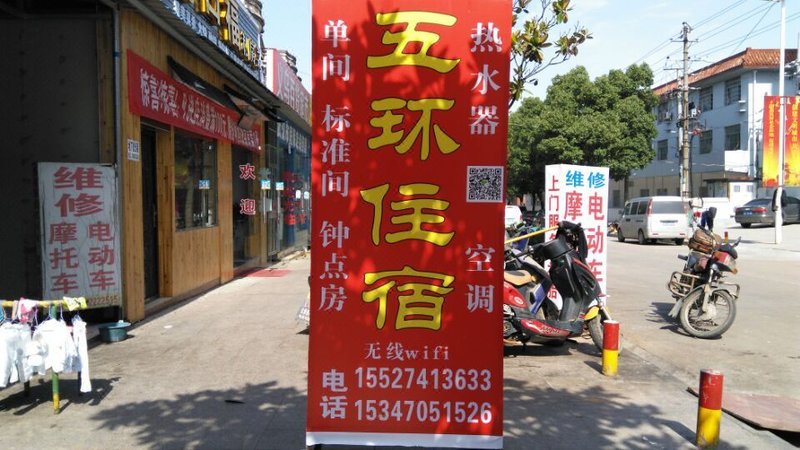 五环住宿
单间 标准间 钟点房
热水器
空调
无线wifi
电话
15527413633
15347051526
维修
摩托车
电动车
欢迎
维修
电动
上门服